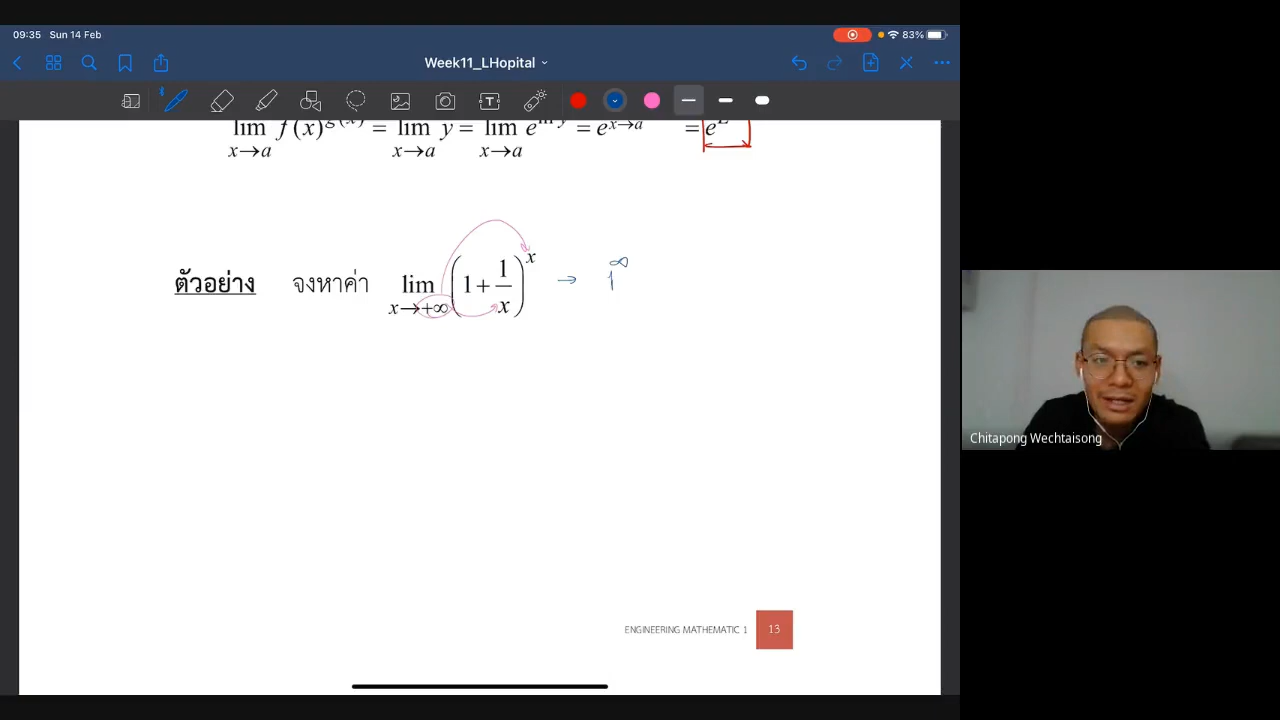 09:35 Sun 14 Feb 83%
Week11_LHopital
lim f(x)^g(x) = lim y = lim e^ln y = e^x→a = e^L
x→a x→a x→a
ตัวอย่าง จงหาค่า lim x→+∞ (1 + 1/x)^x → 1^∞
Chitapong Wechtaisong
ENGINEERING MATHEMATIC 1 13